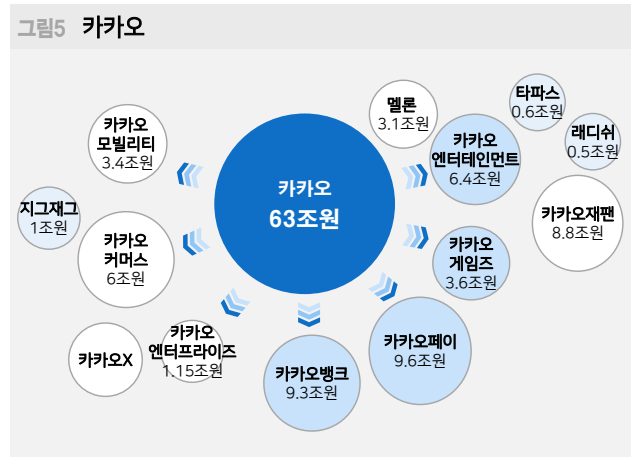 그림5 카카오
카카오
63조원
멜론
3.1조원
타파스
0.6조원
래디쉬
0.5조원
카카오
엔터테인먼트
6.4조원
카카오재팬
8.8조원
카카오
게임즈
3.6조원
카카오페이
9.6조원
카카오뱅크
9.3조원
카카오
엔터프라이즈
1.15조원
카카오X
카카오
커머스
6조원
지그재그
1조원
카카오
모빌리티
3.4조원